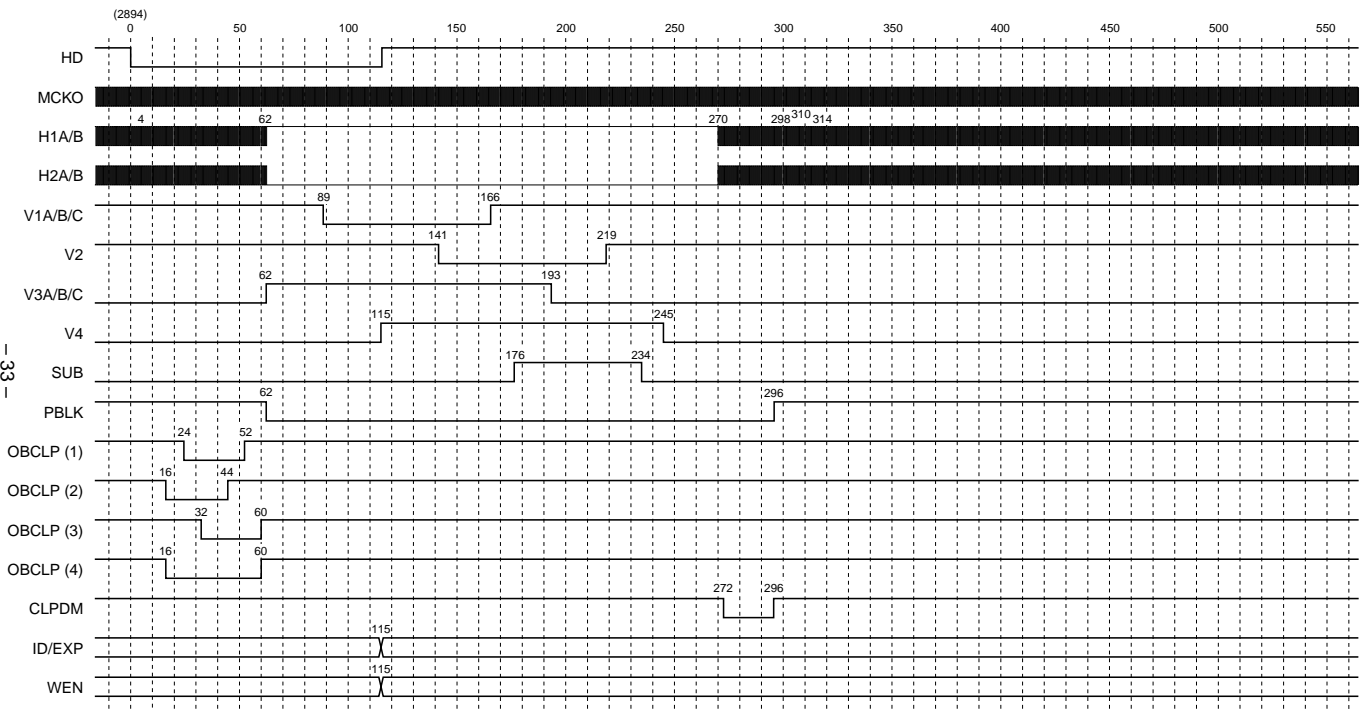 (2894)
0 50 100 150 200 250 300 350 400 450 500 550
HD
MCKO
4 62 270 298 310 314
H1A/B
H2A/B
89 166
V1A/B/C
141 219
V2
62 193
V3A/B/C
115 245
V4
176 234
SUB
62 296
PBLK
24 52
OBCLP (1)
16 44
OBCLP (2)
32 60
OBCLP (3)
16 60
OBCLP (4)
272 296
CLPDM
115
ID/EXP
115
WEN
– 33 –